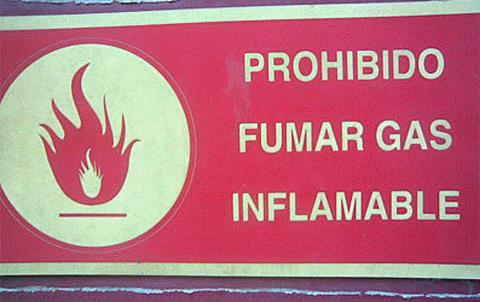 PROHIBIDO
FUMAR GAS
INFLAMABLE